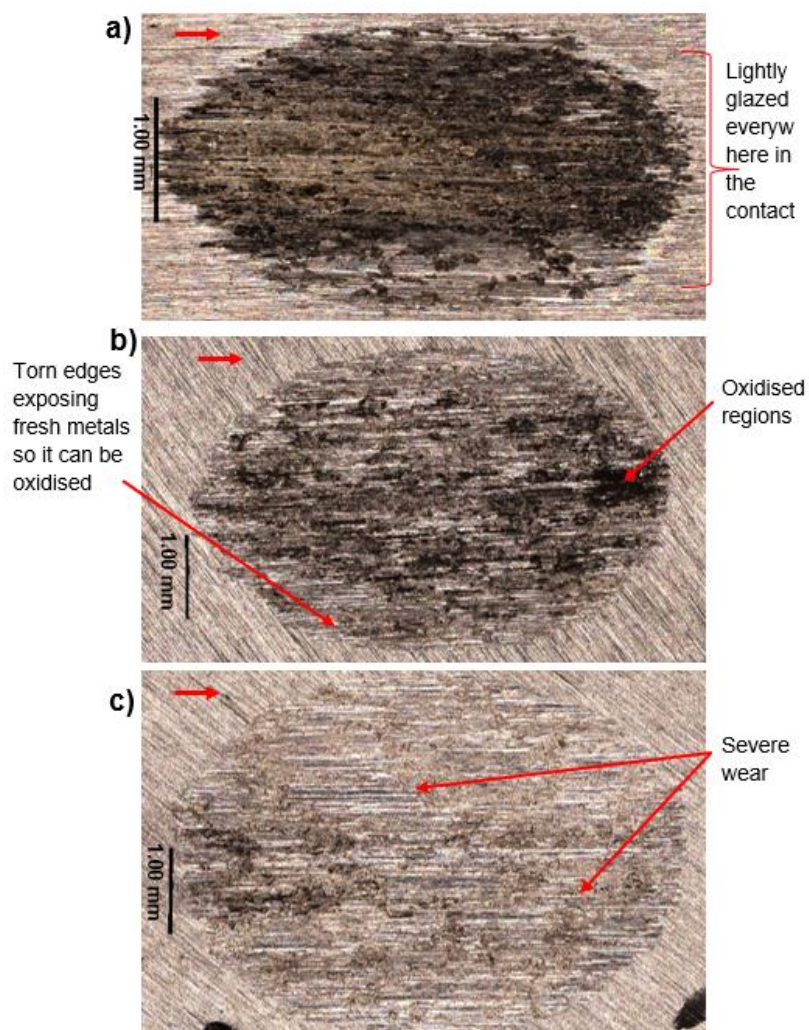 a)
1.00 mm
Lightly
glazed
everyw
here in
the
contact
b)
Torn edges
exposing
fresh metals
so it can be
oxidised
1.00 mm
Oxidised
regions
c)
1.00 mm
Severe
wear